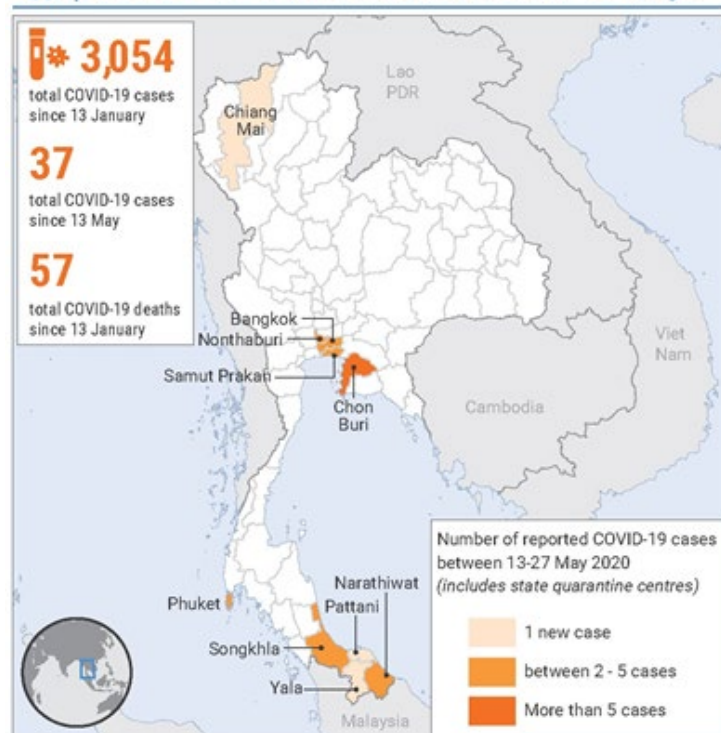 3,054
total COVID-19 cases
since 13 January
37
total COVID-19 cases
since 13 May
57
total COVID-19 deaths
since 13 January
Lao
PDR
Chiang
Mai
Bangkok
Nonthaburi
Samut Prakan
Chon
Buri
Viet
Nam
Cambodia
Phuket
Songkhla
Yala
Narathiwat
Pattani
Malaysia
Number of reported COVID-19 cases
between 13-27 May 2020
(includes state quarantine centres)
1 new case
between 2 - 5 cases
More than 5 cases